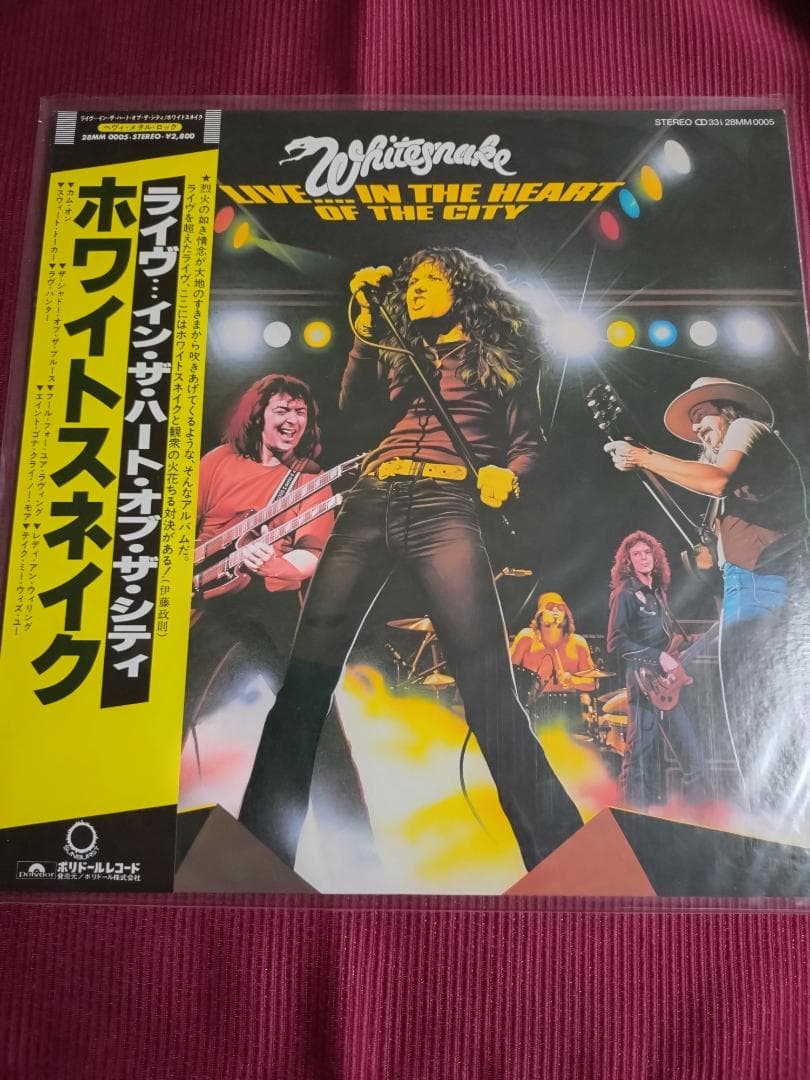 ライヴ…イン・ザ・ハート・オブ・ザ・シティ/ホワイトスネイク
ヘヴィ・メタル・ロック
28MM 0005・STEREO・¥2,800
STEREO 33⅓ 28MM0005
Whitesnake
LIVE.... IN THE HEART
OF THE CITY
★烈火の如き情念が大地のすきまから吹きあげてくるような、そんなアルバムだ。
ライヴを超えたライヴ、ここにはホワイトスネイクと観衆の火花ちる対決がある!(伊藤政則)
ライヴ…イン・ザ・ハート・オブ・ザ・シティ
ホワイトスネイク
▼カム・オン
▼スウィート・トーカー
▼ザ・シャドー・オブ・ザ・ブルース
▼ラヴ・ハンター
▼フール・フォー・ユア・ラヴィング
▼エイント・ゴナ・クライ・ノー・モア
▼レディ・アン・ウィリング
▼テイク・ミー・ウィズ・ユー
SUNBURST
polydor
ポリドールレコード
発売元/ポリドール株式会社